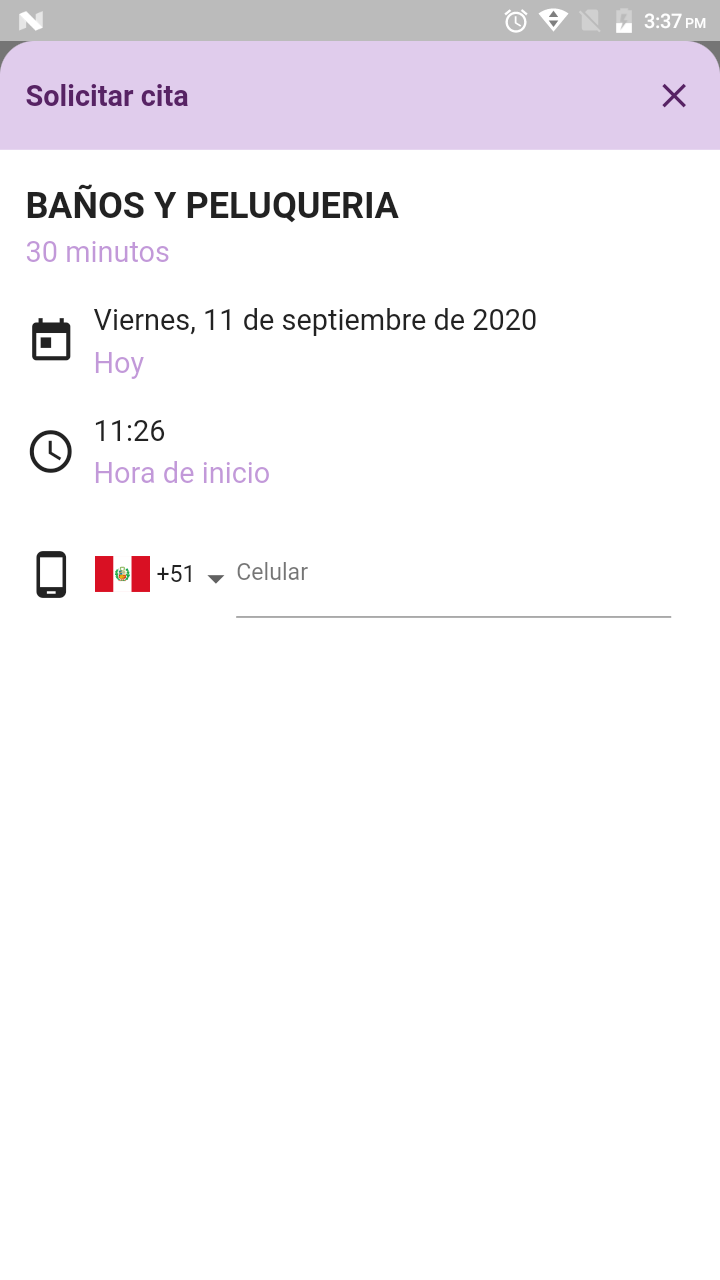 3:37 PM
Solicitar cita
BAÑOS Y PELUQUERIA
30 minutos
Viernes, 11 de septiembre de 2020
Hoy
11:26
Hora de inicio
+51 Celular